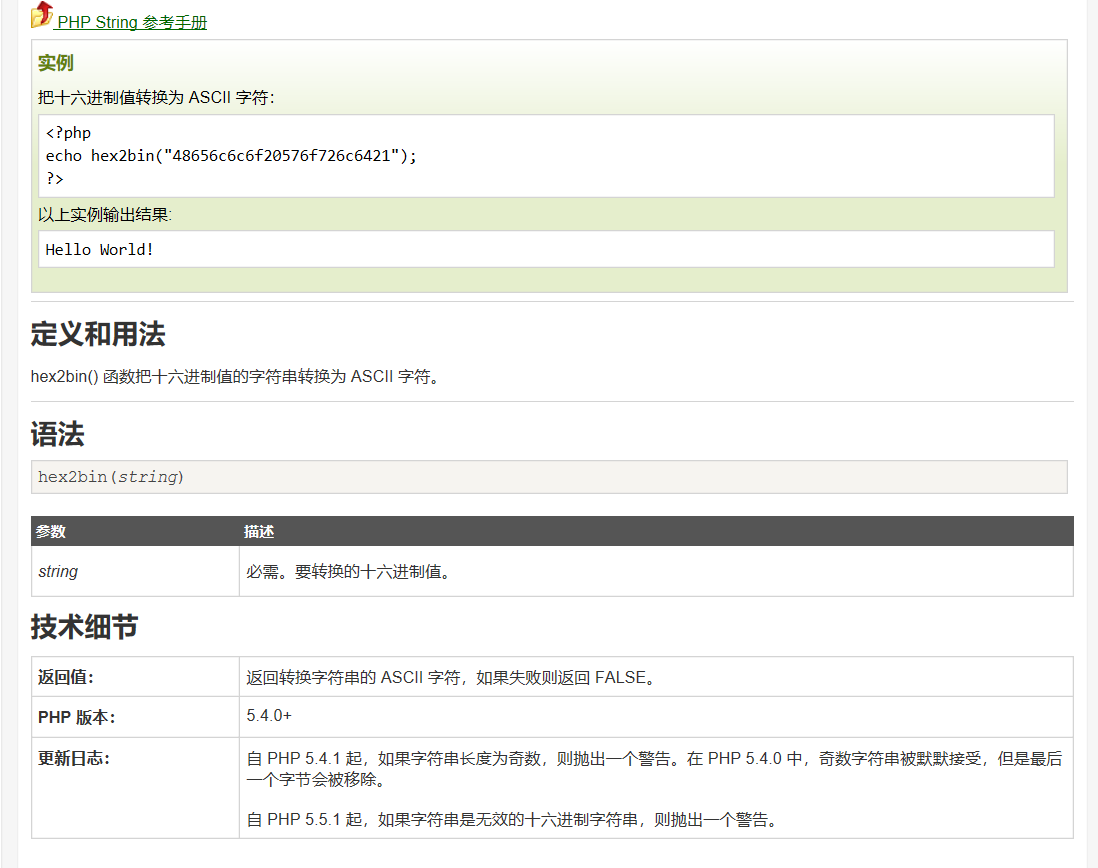 PHP String 参考手册
实例
把十六进制值转换为 ASCII 字符：
<?php
echo hex2bin("48656c6c6f20576f726c6421");
?>
以上实例输出结果:
Hello World!
定义和用法
hex2bin() 函数把十六进制值的字符串转换为 ASCII 字符。
语法
hex2bin(string)
参数 描述
string 必需。要转换的十六进制值。
技术细节
返回值： 返回转换字符串的 ASCII 字符，如果失败则返回 FALSE。
PHP 版本： 5.4.0+
更新日志： 自 PHP 5.4.1 起，如果字符串长度为奇数，则抛出一个警告。在 PHP 5.4.0 中，奇数字符串被默默接受，但是最后
一个字节会被移除。
自 PHP 5.5.1 起，如果字符串是无效的十六进制字符串，则抛出一个警告。